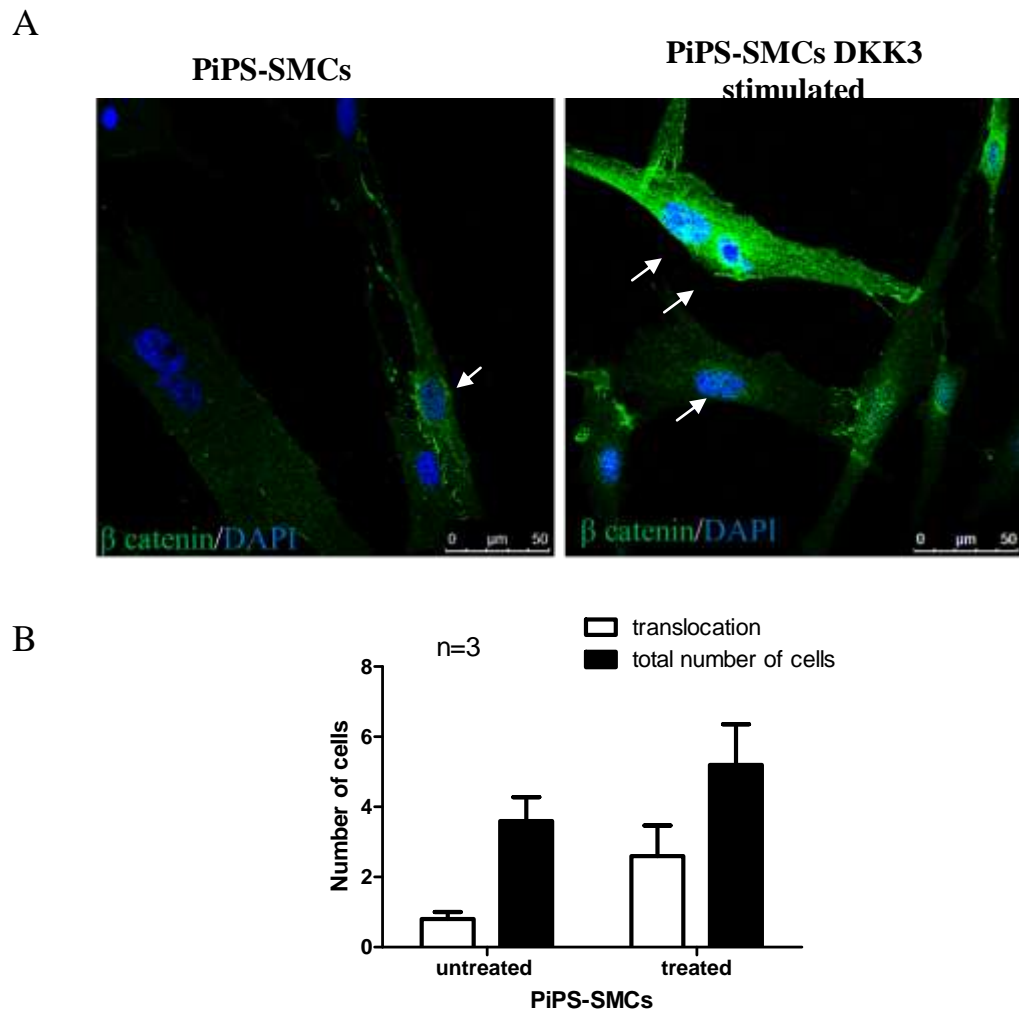 A
PiPS-SMCs
PiPS-SMCs DKK3
stimulated
β catenin/DAPI
0 µm 50
β catenin/DAPI
0 µm 50
B
n=3
translocation
total number of cells
8
6
4
2
0
Number of cells
untreated
treated
PiPS-SMCs